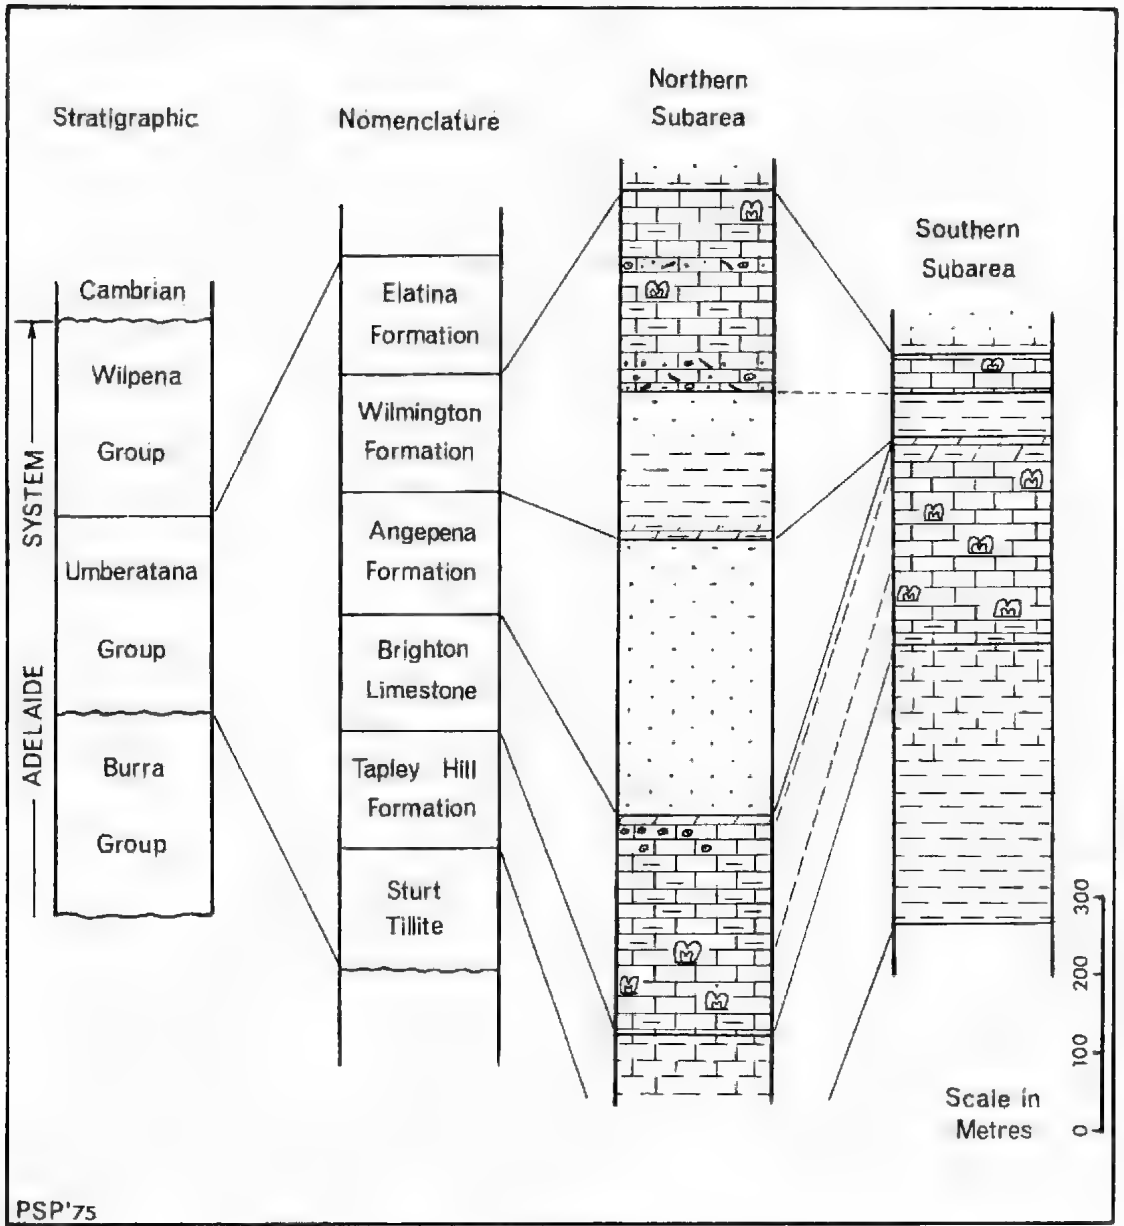 Stratigraphic
Nomenclature
Northern
Subarea
Southern
Subarea
Cambrian
Wilpena
Group
Umberatana
Group
Burra
Group
ADELAIDE
SYSTEM
Elatina
Formation
Wilmington
Formation
Angepena
Formation
Brighton
Limestone
Tapley Hill
Formation
Sturt
Tillite
300
200
100
0
Scale in
Metres
PSP'75